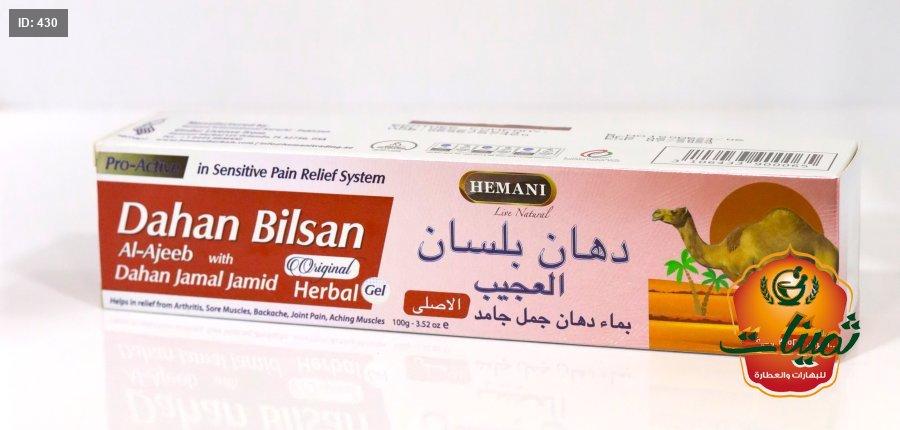 ID: 430
Pro-Active in Sensitive Pain Relief System
Dahan Bilsan
Al-Ajeeb with
Dahan Jamal Jamid
Original
Herbal Gel
Helps in relief from Arthritis, Sore Muscles, Backache, Joint Pain, Aching Muscles
HEMANI
Live Natural
دهان بلسان
العجيب
الاصلى
بماء دهان جمل جامد
100g - 3.52 oz e
ثمينات
للبهارات والعطارة